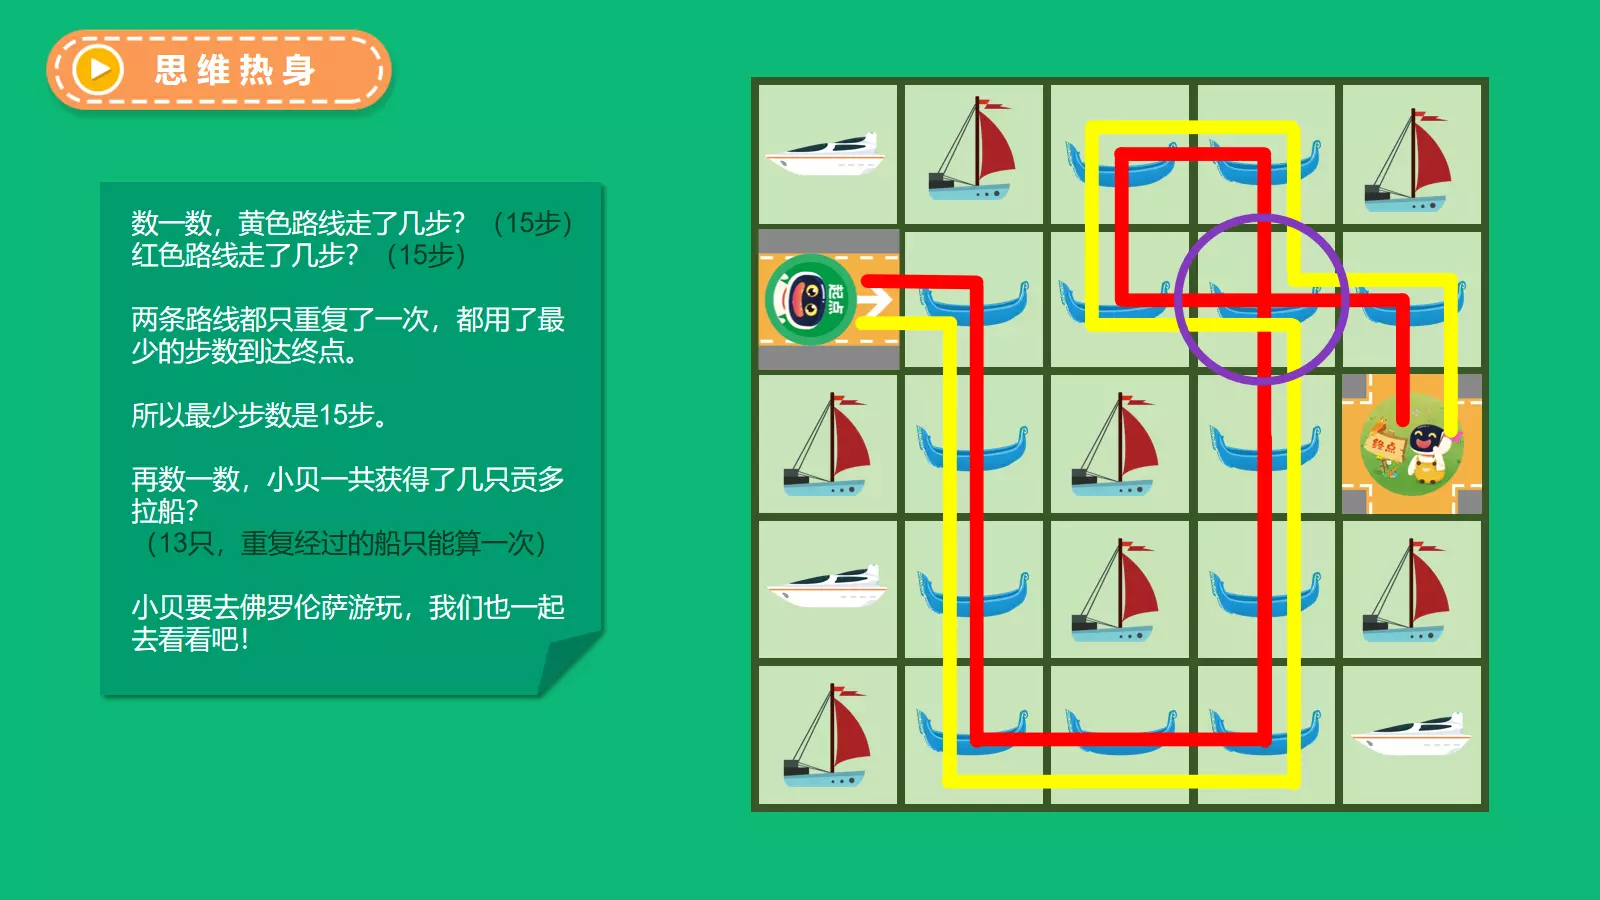 思维热身
数一数，黄色路线走了几步？（15步）
红色路线走了几步？（15步）
两条路线都只重复了一次，都用了最
少的步数到达终点。
所以最少步数是15步。
再数一数，小贝一共获得了几只贡多
拉船？
（13只，重复经过的船只能算一次）
小贝要去佛罗伦萨游玩，我们也一起
去看看吧！
起点
终点